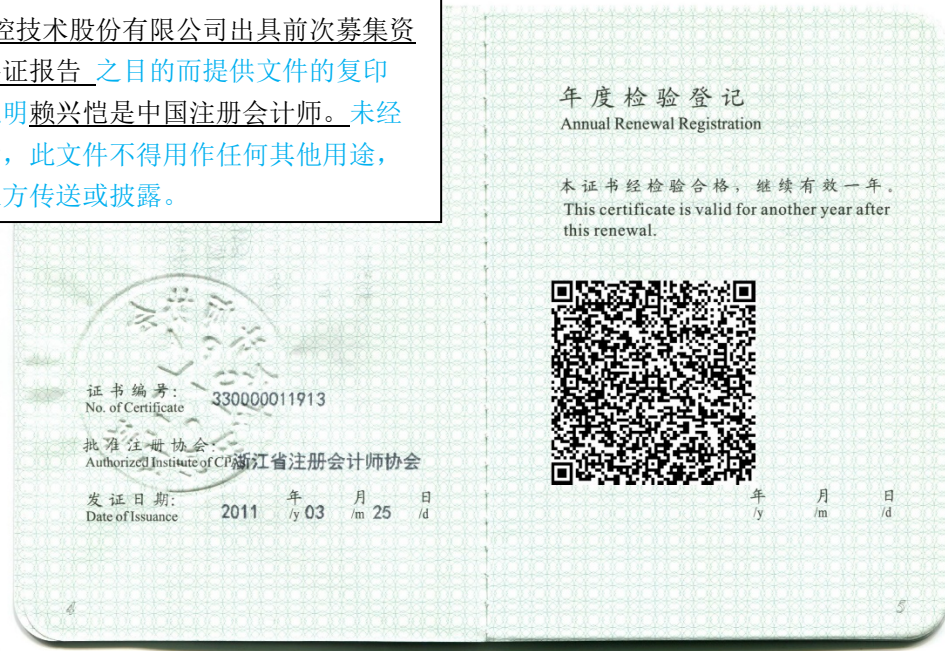 控技术股份有限公司出具前次募集资
证报告 之目的而提供文件的复印
明赖兴恺是中国注册会计师。未经
，此文件不得用作任何其他用途，
方传送或披露。
证书编号：
No. of Certificate
330000011913
批准注册协会：
Authorized Institute of CPAs
浙江省注册会计师协会
发证日期：
Date of Issuance
2011 年 /y 03 月 /m 25 日 /d
4
年度检验登记
Annual Renewal Registration
本证书经检验合格，继续有效一年。
This certificate is valid for another year after
this renewal.
年 月 日
/y /m /d
5